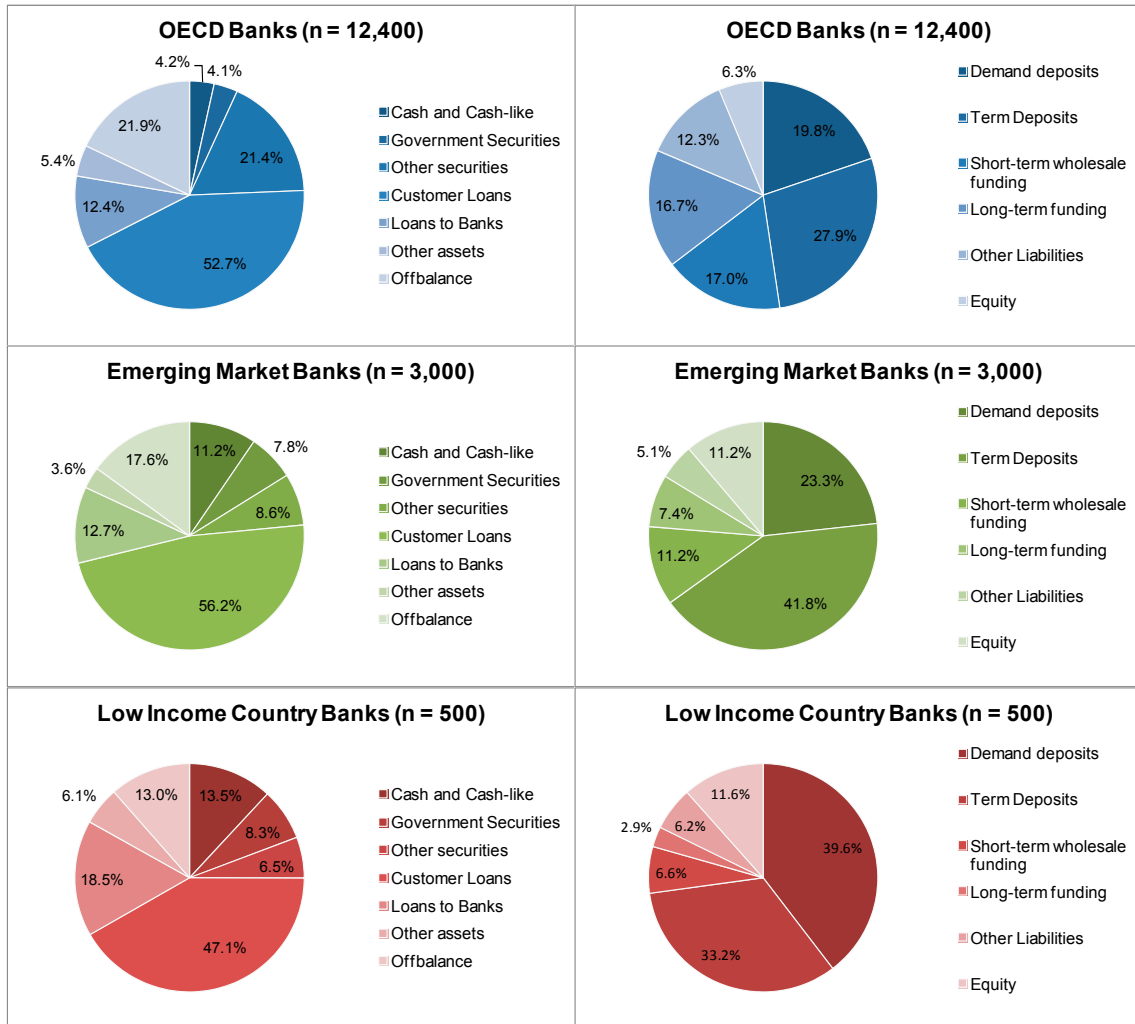 OECD Banks (n = 12,400)
4.2%
4.1%
21.4%
52.7%
12.4%
5.4%
21.9%
Cash and Cash-like
Government Securities
Other securities
Customer Loans
Loans to Banks
Other assets
Offbalance
OECD Banks (n = 12,400)
6.3%
19.8%
27.9%
17.0%
16.7%
12.3%
Demand deposits
Term Deposits
Short-term wholesale
funding
Long-term funding
Other Liabilities
Equity
Emerging Market Banks (n = 3,000)
11.2%
7.8%
8.6%
56.2%
12.7%
3.6%
17.6%
Cash and Cash-like
Government Securities
Other securities
Customer Loans
Loans to Banks
Other assets
Offbalance
Emerging Market Banks (n = 3,000)
11.2%
23.3%
41.8%
11.2%
7.4%
5.1%
Demand deposits
Term Deposits
Short-term wholesale
funding
Long-term funding
Other Liabilities
Equity
Low Income Country Banks (n = 500)
13.5%
8.3%
6.5%
47.1%
18.5%
6.1%
13.0%
Cash and Cash-like
Government Securities
Other securities
Customer Loans
Loans to Banks
Other assets
Offbalance
Low Income Country Banks (n = 500)
11.6%
39.6%
33.2%
6.6%
2.9%
6.2%
Demand deposits
Term Deposits
Short-term wholesale
funding
Long-term funding
Other Liabilities
Equity